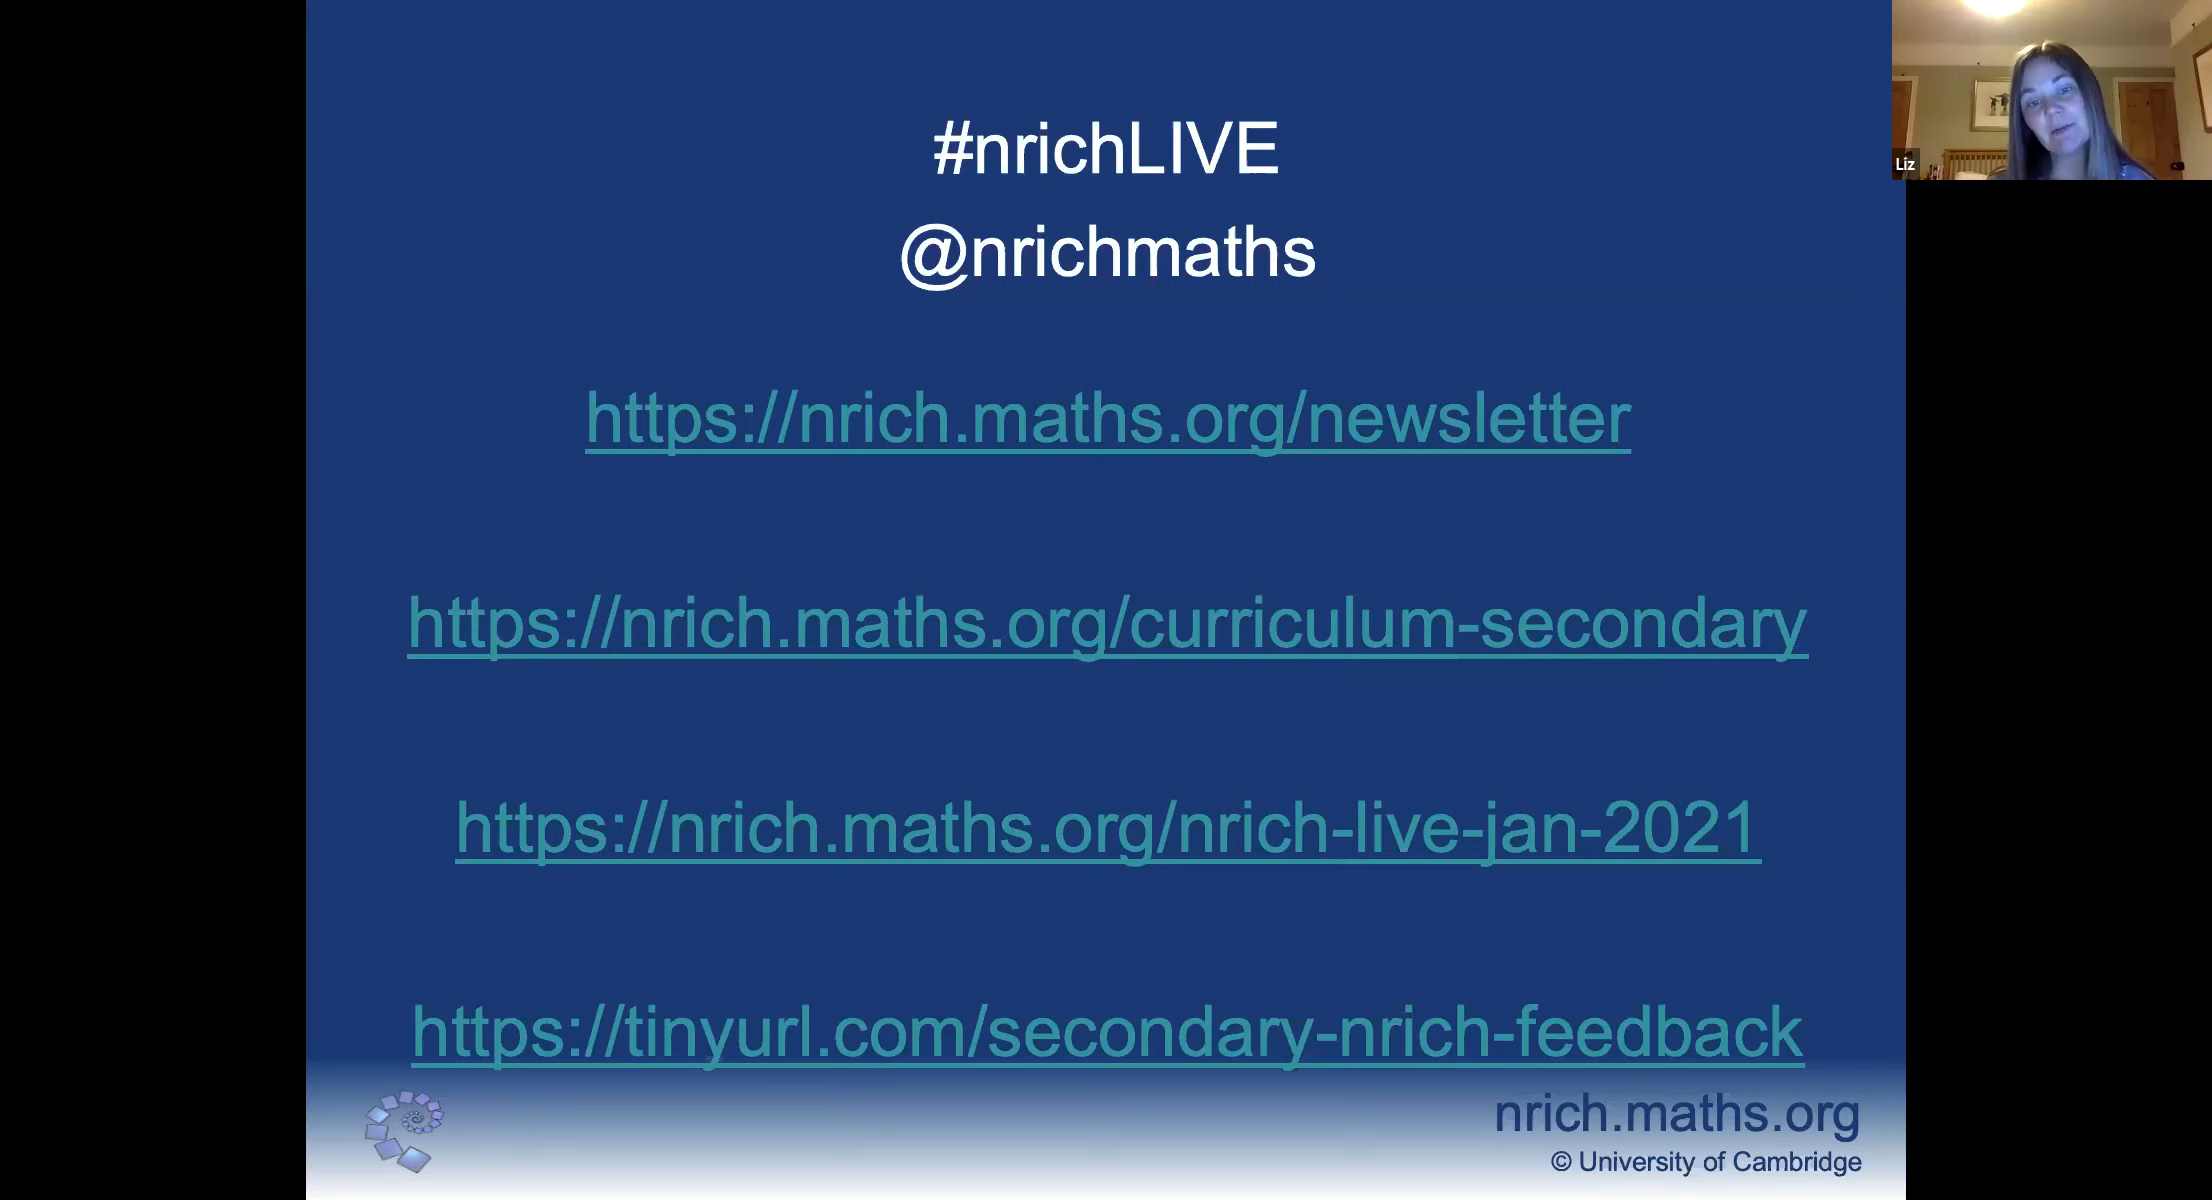 #nrichLIVE
@nrichmaths
https://nrich.maths.org/newsletter
https://nrich.maths.org/curriculum-secondary
https://nrich.maths.org/nrich-live-jan-2021
https://tinyurl.com/secondary-nrich-feedback
nrich.maths.org
© University of Cambridge
Liz